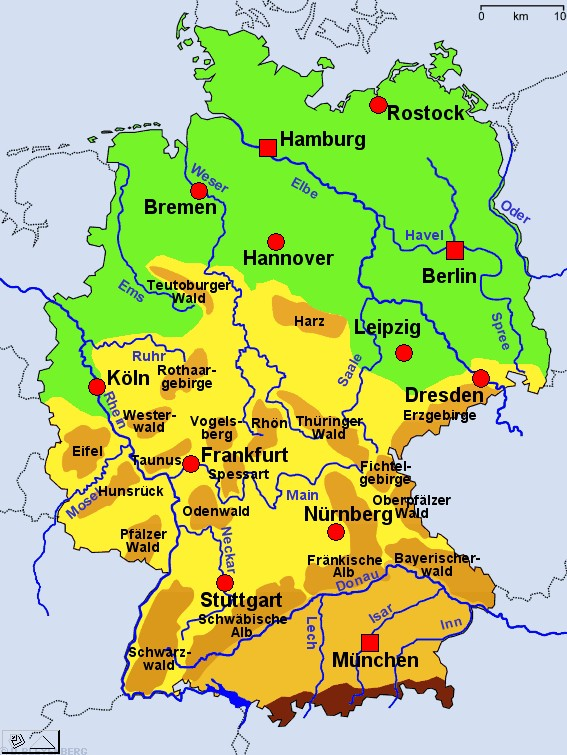 0 km 10
Rostock
Hamburg
Weser
Elbe
Bremen
Oder
Havel
Hannover
Berlin
Teutoburger
Wald
Ems
Harz
Leipzig
Spree
Ruhr
Rothaar-
gebirge
Saale
Köln
Dresden
Rhein
Erzgebirge
Wester-
wald
Vogels-
berg
Rhön
Thüringer
Wald
Eifel
Taunus
Frankfurt
Spessart
Fichtel-
gebirge
Hunsrück
Mosel
Main
Oberpfälzer
Wald
Odenwald
Nürnberg
Pfälzer
Wald
Neckar
Fränkische
Alb
Bayerischer-
wald
Donau
Stuttgart
Schwäbische
Alb
Lech
Isar
Inn
Schwarz-
wald
München